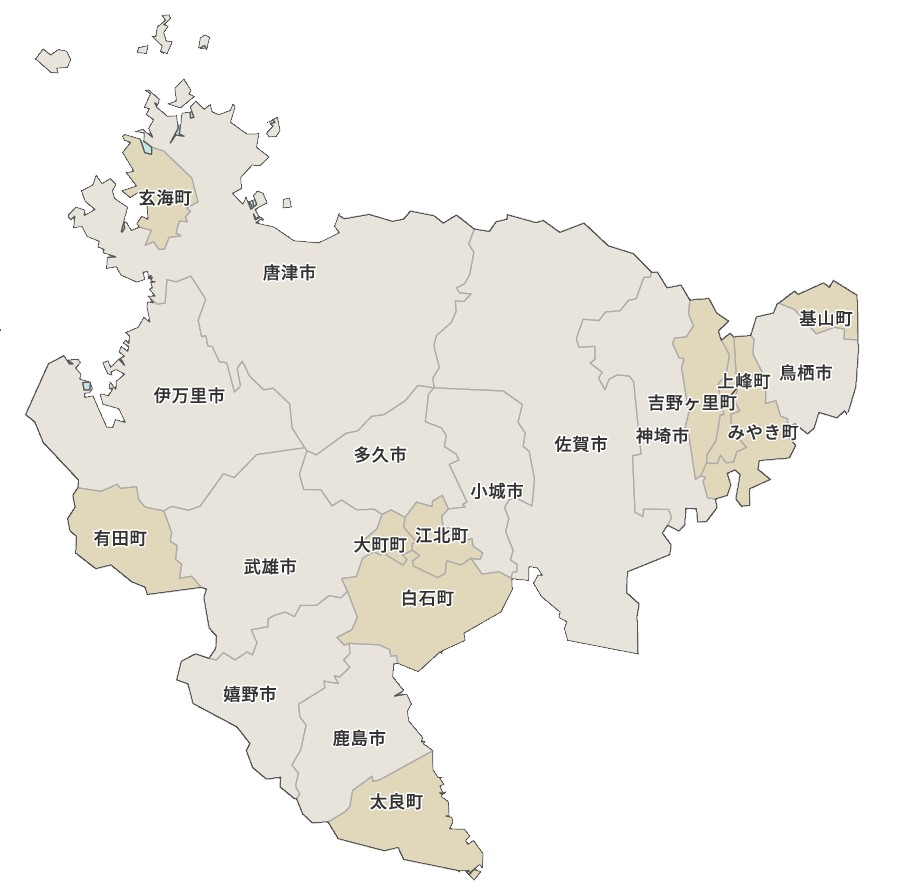 玄海町
唐津市
基山町
上峰町
鳥栖市
伊万里市
吉野ヶ里町
みやき町
神埼市
佐賀市
多久市
小城市
有田町
大町町
江北町
武雄市
白石町
嬉野市
鹿島市
太良町